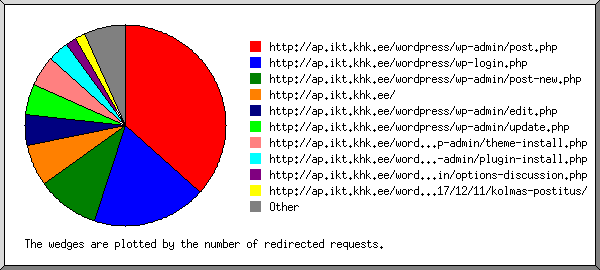 http://ap.ikt.khk.ee/wordpress/wp-admin/post.php
http://ap.ikt.khk.ee/wordpress/wp-login.php
http://ap.ikt.khk.ee/wordpress/wp-admin/post-new.php
http://ap.ikt.khk.ee/
http://ap.ikt.khk.ee/wordpress/wp-admin/edit.php
http://ap.ikt.khk.ee/wordpress/wp-admin/update.php
http://ap.ikt.khk.ee/word...p-admin/theme-install.php
http://ap.ikt.khk.ee/word...-admin/plugin-install.php
http://ap.ikt.khk.ee/word...in/options-discussion.php
http://ap.ikt.khk.ee/word...17/12/11/kolmas-postitus/
Other
The wedges are plotted by the number of redirected requests.